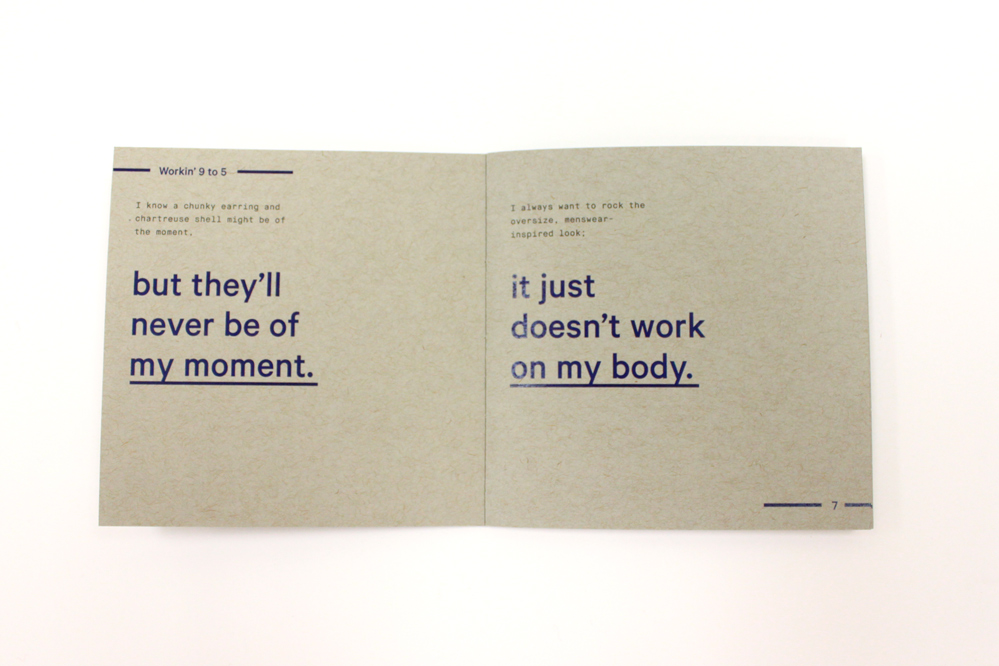 Workin' 9 to 5
I know a chunky earring and
chartreuse shell might be of
the moment,
but they'll
never be of
my moment.
I always want to rock the
oversize, menswear-
inspired look;
it just
doesn't work
on my body.
7